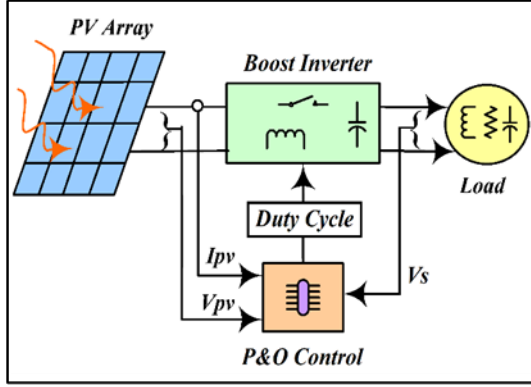 PV Array
Boost Inverter
Load
Duty Cycle
Ipv
Vs
Vpv
P&O Control